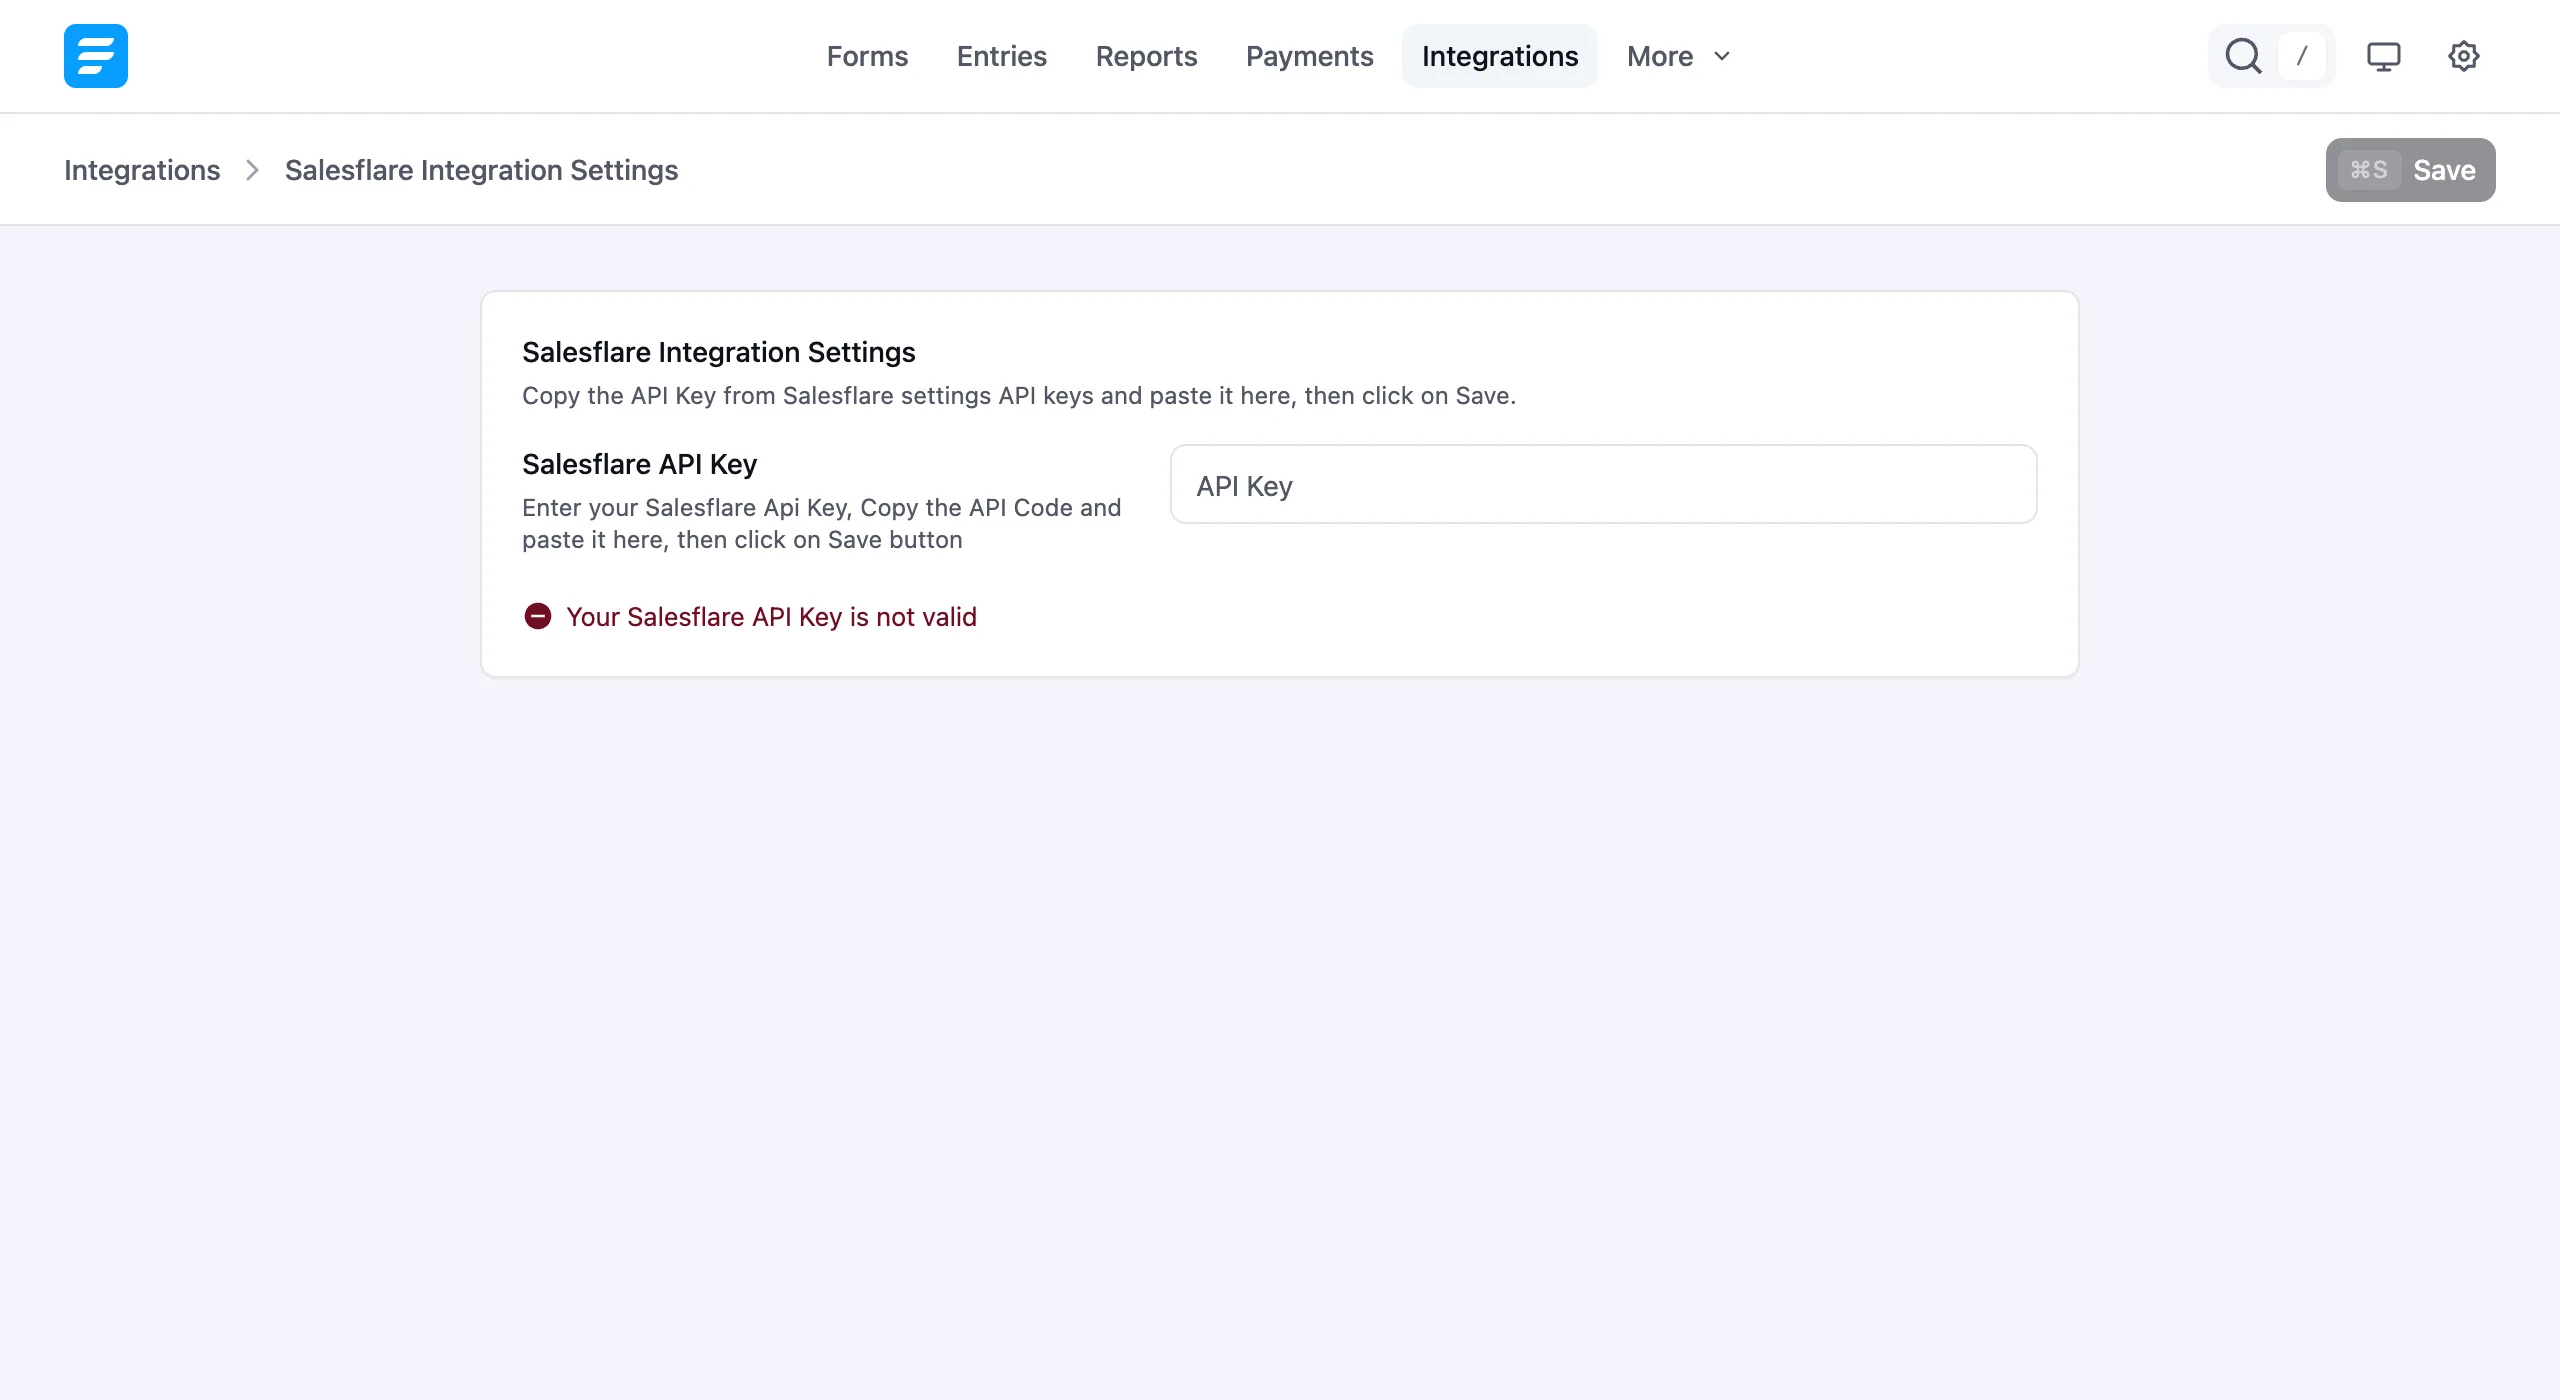 Forms Entries Reports Payments Integrations More /
Integrations Salesflare Integration Settings ⌘S Save
Salesflare Integration Settings
Copy the API Key from Salesflare settings API keys and paste it here, then click on Save.
Salesflare API Key
API Key
Enter your Salesflare Api Key, Copy the API Code and
paste it here, then click on Save button
Your Salesflare API Key is not valid